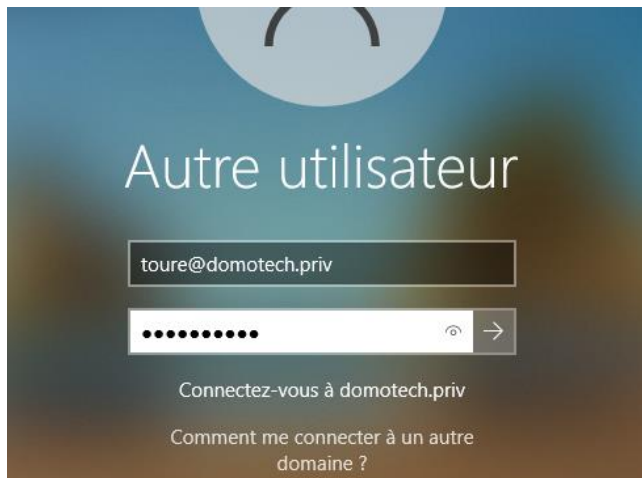 Autre utilisateur
toure@domotech.priv
••••••••••
Connectez-vous à domotech.priv
Comment me connecter à un autre
domaine ?